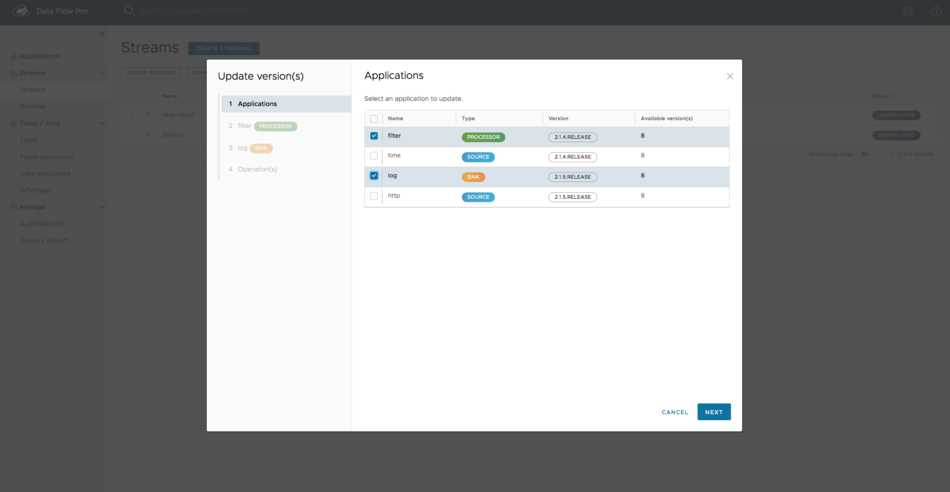 Data Flow Pro
Streams
CREATE STREAM(S)
GROUP ACTIONS
Applications
Streams
Streams
Runtime
Tasks / Jobs
Tasks
Tasks executions
Jobs executions
Schedules
Manage
Audit Records
Import / Export
Name
Status
Update version(s)
1 Applications
2 filter PROCESSOR
3 log SINK
4 Operation(s)
Applications
Select an application to update.
Name Type Version Available version(s)
filter PROCESSOR 2.1.4.RELEASE 8
time SOURCE 2.1.4.RELEASE 8
log SINK 2.1.5.RELEASE 8
http SOURCE 2.1.5.RELEASE 8
CANCEL NEXT